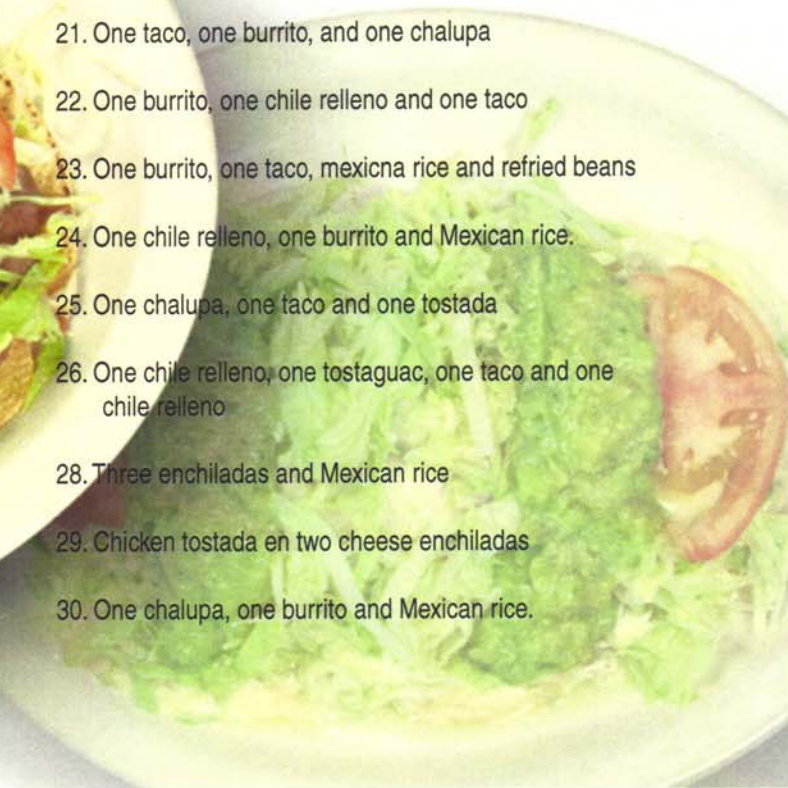 21. One taco, one burrito, and one chalupa
22. One burrito, one chile relleno and one taco
23. One burrito, one taco, mexicna rice and refried beans
24. One chile relleno, one burrito and Mexican rice.
25. One chalupa, one taco and one tostada
26. One chile relleno, one tostaguac, one taco and one
chile relleno
28. Three enchiladas and Mexican rice
29. Chicken tostada en two cheese enchiladas
30. One chalupa, one burrito and Mexican rice.